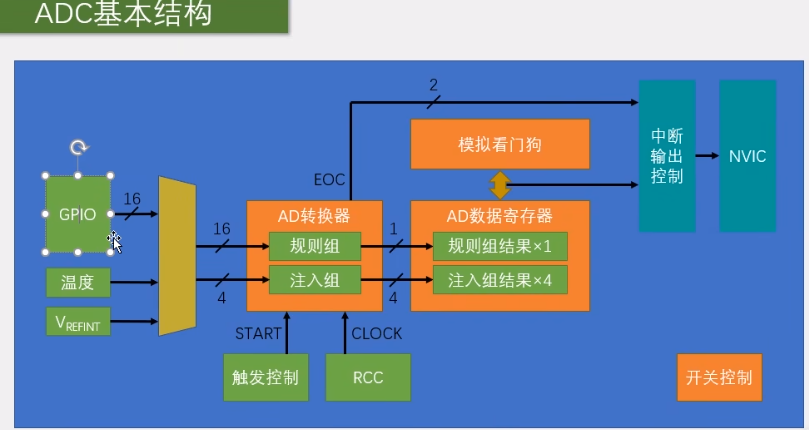 ADC基本结构
2
模拟看门狗
中断
输出
控制
NVIC
EOC
GPIO
16
AD转换器
AD数据寄存器
16
规则组
1
规则组结果×1
温度
4
注入组
4
注入组结果×4
VREFINT
START
CLOCK
触发控制
RCC
开关控制